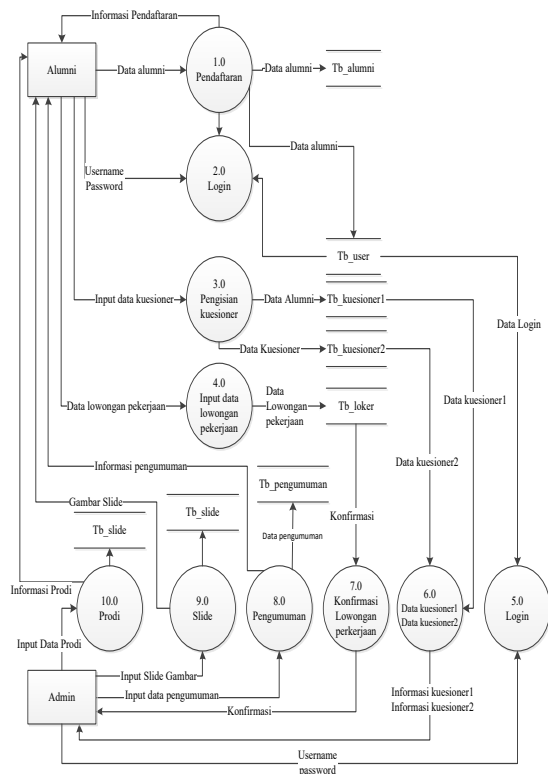 Informasi Pendaftaran
Alumni
Data alumni
1.0
Pendaftaran
Data alumni
Tb_alumni
Data alumni
Username
Password
2.0
Login
Tb_user
Input data kuesioner
3.0
Pengisian
kuesioner
Data Alumni
Tb_kuesioner1
Data Login
Data Kuesioner
Tb_kuesioner2
Data lowongan pekerjaan
4.0
Input data
lowongan
pekerjaan
Data
Lowongan
pekerjaan
Tb_loker
Data kuesioner1
Informasi pengumuman
Data kuesioner2
Tb_pengumuman
Gambar Slide
Tb_slide
Konfirmasi
Tb_slide
Data pengumuman
Informasi Prodi
10.0
Prodi
9.0
Slide
8.0
Pengumuman
7.0
Konfirmasi
Lowongan
perkerjaan
6.0
Data kuesioner1
Data kuesioner2
5.0
Login
Input Data Prodi
Admin
Input Slide Gambar
Input data pengumuman
Konfirmasi
Informasi kuesioner1
Informasi kuesioner2
Username
password